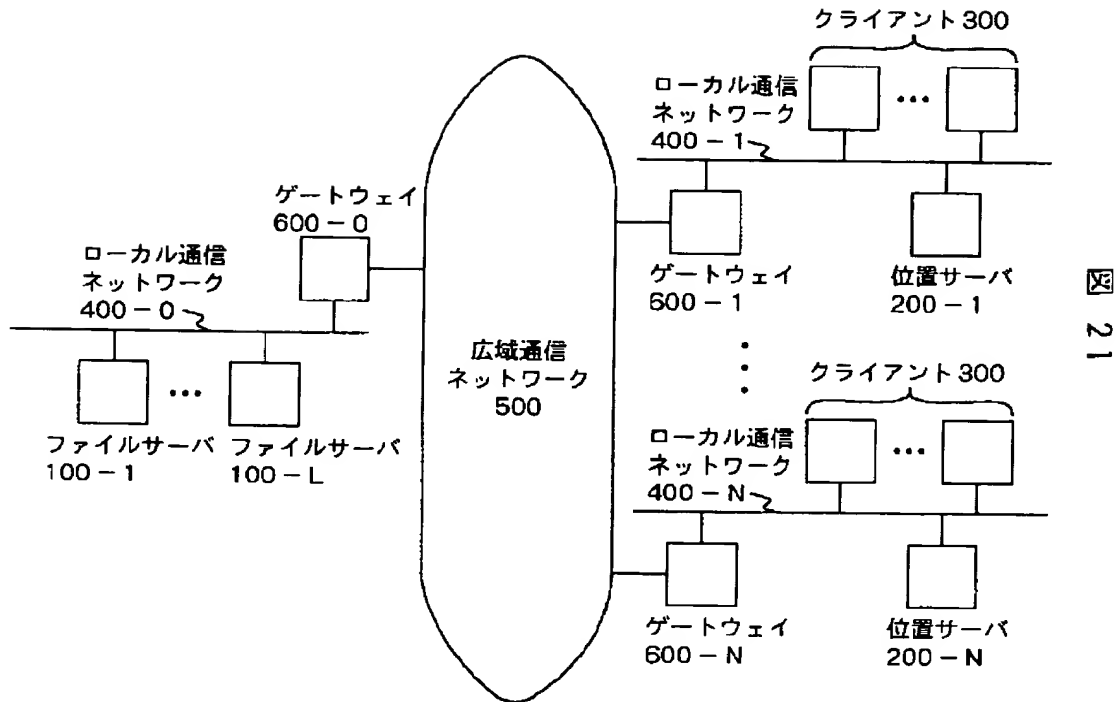 クライアント300
ローカル通信
ネットワーク
400-1
ゲートウェイ
600-1
位置サーバ
200-1
ゲートウェイ
600-0
ローカル通信
ネットワーク
400-0
ファイルサーバ
100-1
ファイルサーバ
100-L
広域通信
ネットワーク
500
クライアント300
ローカル通信
ネットワーク
400-N
ゲートウェイ
600-N
位置サーバ
200-N
図21